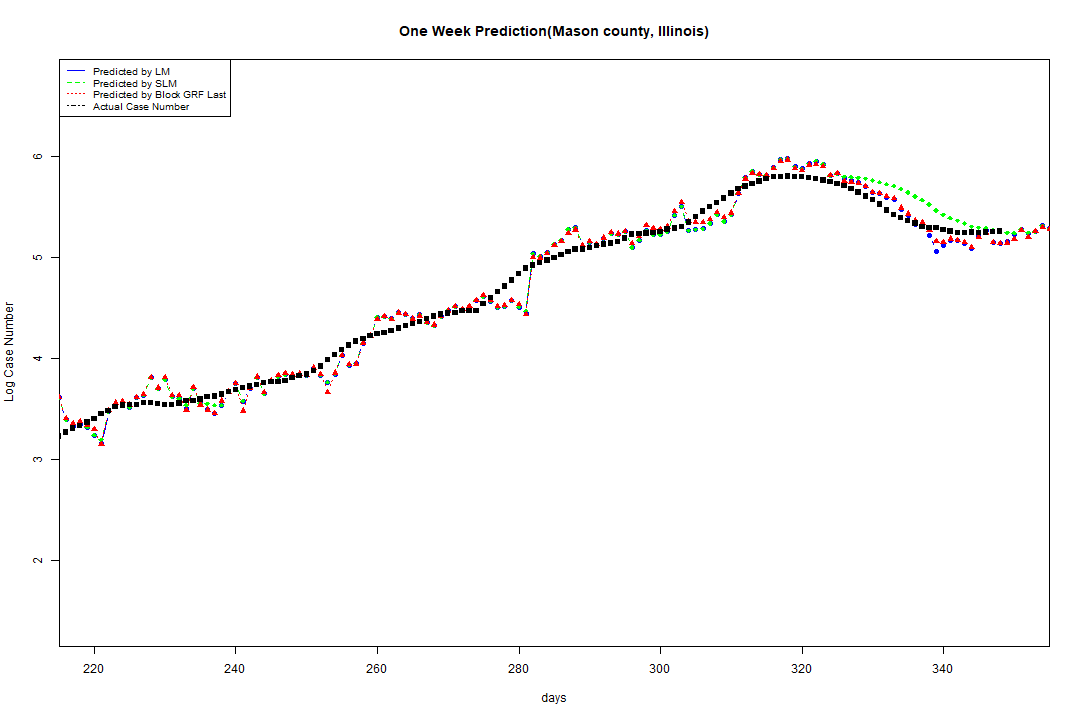 One Week Prediction(Mason county, Illinois)
Predicted by LM
Predicted by SLM
Predicted by Block GRF Last
Actual Case Number
6
5
4
3
2
Log Case Number
220 240 260 280 300 320 340
days